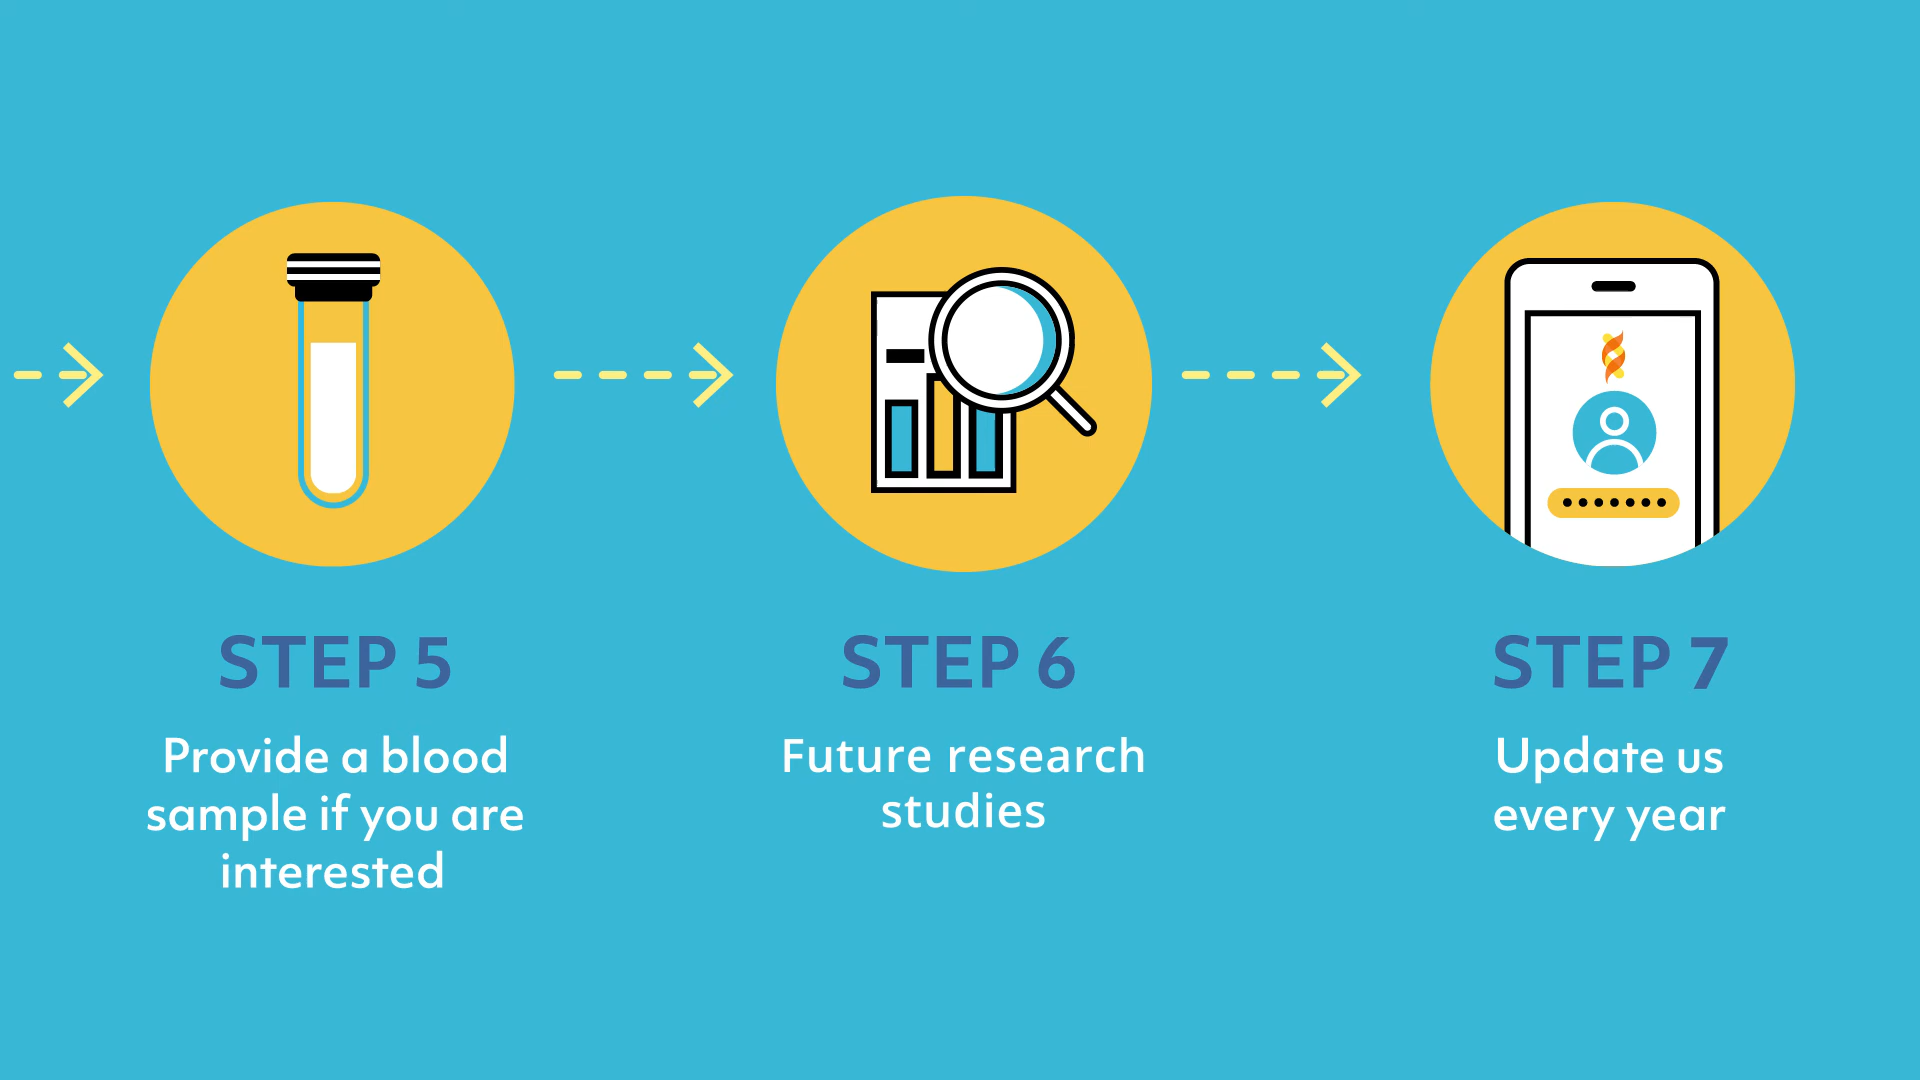 STEP 5
Provide a blood
sample if you are
interested
STEP 6
Future research
studies
STEP 7
Update us
every year